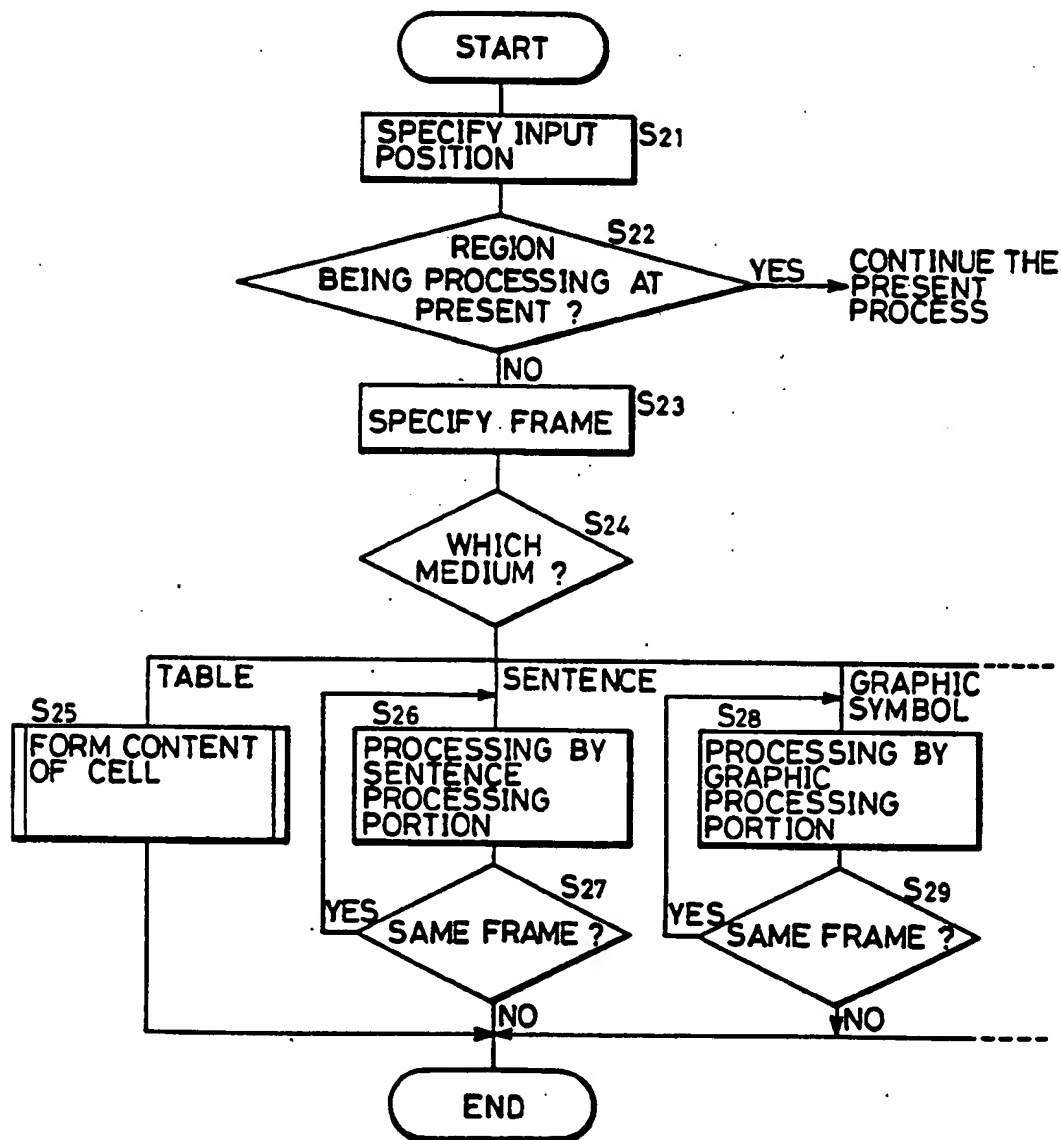 START
SPECIFY INPUT
POSITION
S21
S22
REGION
BEING PROCESSING AT
PRESENT ?
YES
CONTINUE THE
PRESENT
PROCESS
NO
SPECIFY FRAME
S23
S24
WHICH
MEDIUM ?
TABLE
SENTENCE
GRAPHIC
SYMBOL
S25
FORM CONTENT
OF CELL
S26
PROCESSING BY
SENTENCE
PROCESSING
PORTION
S28
PROCESSING BY
GRAPHIC
PROCESSING
PORTION
S27
YES
SAME FRAME ?
NO
S29
YES
SAME FRAME ?
NO
END